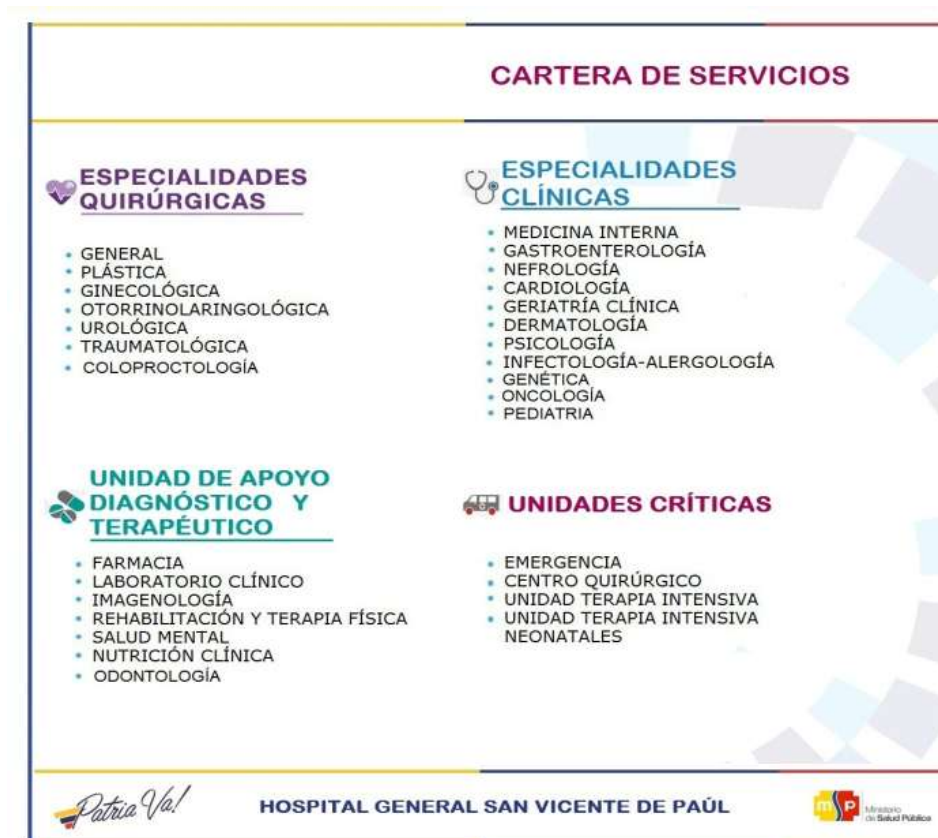 CARTERA DE SERVICIOS
ESPECIALIDADES
QUIRÚRGICAS
GENERAL
PLÁSTICA
GINECOLÓGICA
OTORRINOLARINGOLÓGICA
UROLÓGICA
TRAUMATOLÓGICA
COLOPROCTOLOGÍA
ESPECIALIDADES
CLÍNICAS
MEDICINA INTERNA
GASTROENTEROLOGÍA
NEFROLOGÍA
CARDIOLOGÍA
GERIATRÍA CLÍNICA
DERMATOLOGÍA
PSICOLOGÍA
INFECTOLOGÍA-ALERGOLOGÍA
GENÉTICA
ONCOLOGÍA
PEDIATRIA
UNIDAD DE APOYO
DIAGNÓSTICO Y
TERAPÉUTICO
FARMACIA
LABORATORIO CLÍNICO
IMAGENOLOGÍA
REHABILITACIÓN Y TERAPIA FÍSICA
SALUD MENTAL
NUTRICIÓN CLÍNICA
ODONTOLOGÍA
UNIDADES CRÍTICAS
EMERGENCIA
CENTRO QUIRÚRGICO
UNIDAD TERAPIA INTENSIVA
UNIDAD TERAPIA INTENSIVA
NEONATALES
Patria Va!
HOSPITAL GENERAL SAN VICENTE DE PAÚL
msp
Ministerio
de Salud Pública